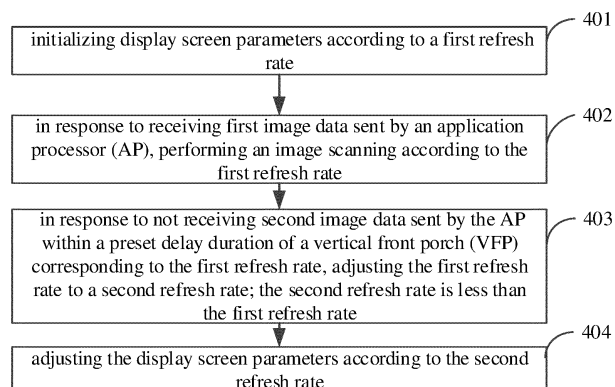 401
initializing display screen parameters according to a first refresh
rate
402
in response to receiving first image data sent by an application
processor (AP), performing an image scanning according to the
first refresh rate
403
in response to not receiving second image data sent by the AP
within a preset delay duration of a vertical front porch (VFP)
corresponding to the first refresh rate, adjusting the first refresh
rate to a second refresh rate; the second refresh rate is less than
the first refresh rate
404
adjusting the display screen parameters according to the second
refresh rate